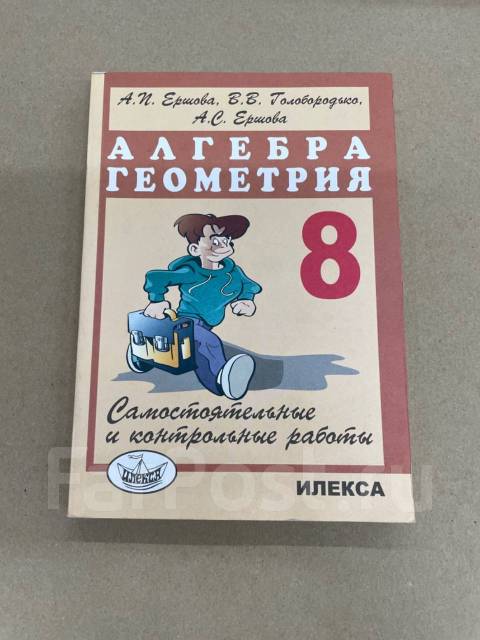 А.П. Ершова, В.В. Голобородько,
А.С. Ершова
АЛГЕБРА
ГЕОМЕТРИЯ
8
Самостоятельные
и контрольные работы
ИЛЕКСА
ИЛЕКСА
FarPost.ru